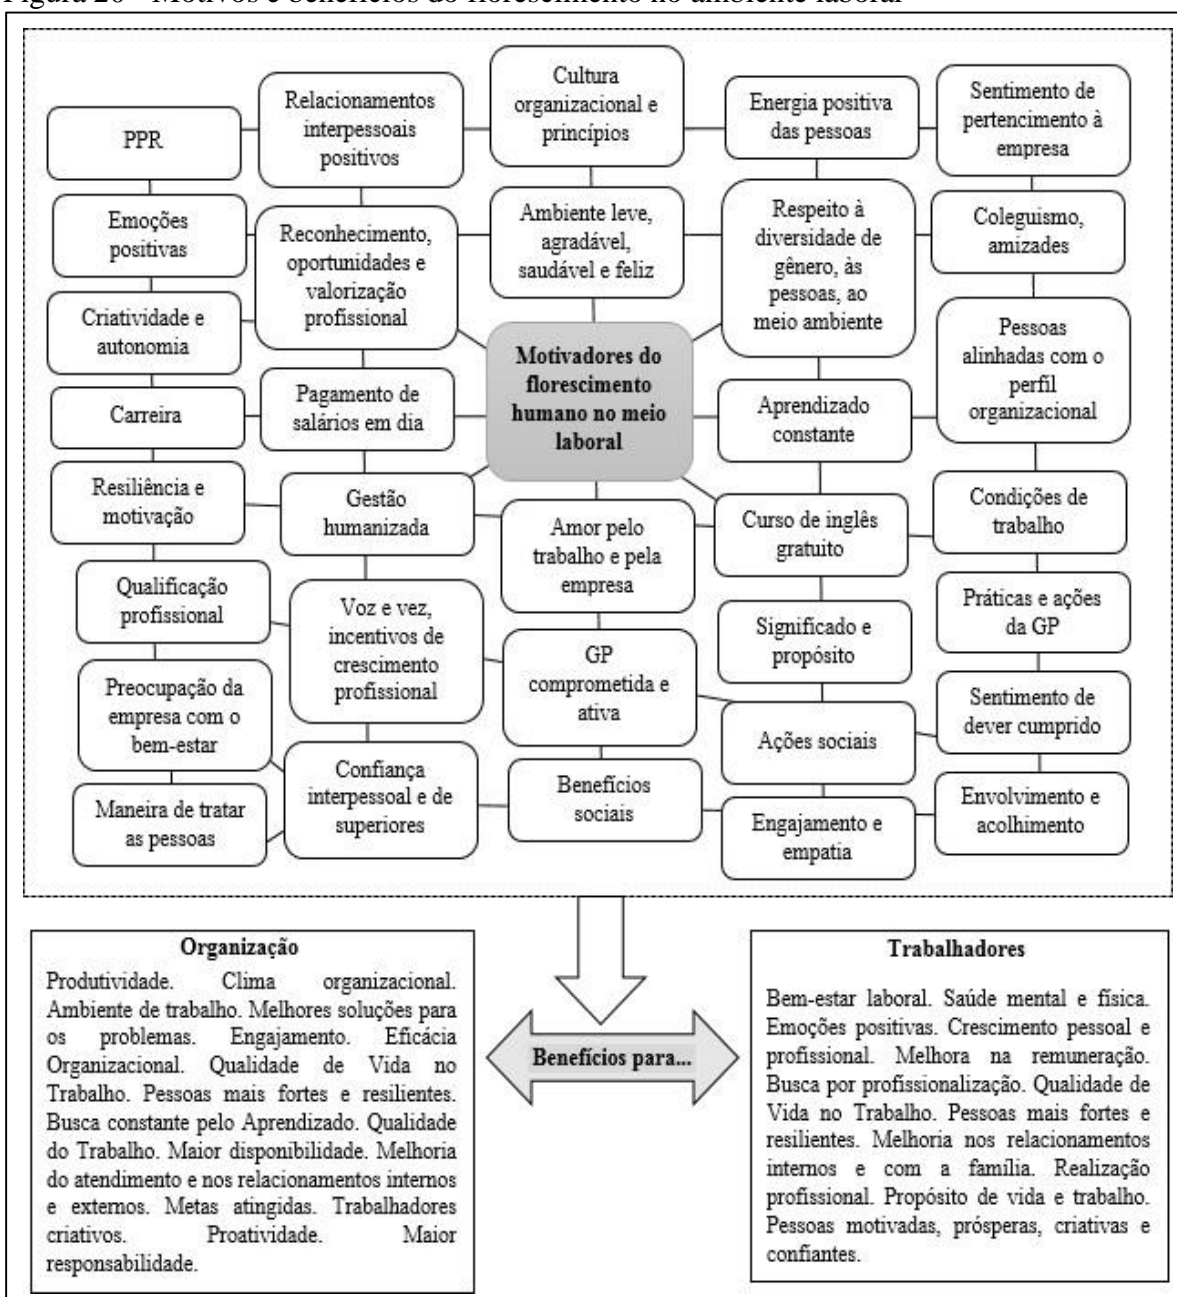 Figura 20 - Motivos e benefícios do florescimento no ambiente laboral
PPR
Relacionamentos
interpessoais
positivos
Cultura
organizacional e
princípios
Energia positiva
das pessoas
Sentimento de
pertencimento à
empresa
Emoções
positivas
Reconhecimento,
oportunidades e
valorização
profissional
Ambiente leve,
agradável,
saudável e feliz
Respeito à
diversidade de
gênero, às
pessoas, ao
meio ambiente
Coleguismo,
amizades
Criatividade e
autonomia
Motivadores do
florescimento
humano no meio
laboral
Pessoas
alinhadas com o
perfil
organizacional
Carreira
Pagamento de
salários em dia
Aprendizado
constante
Resiliência e
motivação
Gestão
humanizada
Amor pelo
trabalho e pela
empresa
Curso de inglês
gratuito
Condições de
trabalho
Qualificação
profissional
Voz e vez,
incentivos de
crescimento
profissional
GP
comprometida e
ativa
Significado e
propósito
Práticas e ações
da GP
Preocupação da
empresa com o
bem-estar
Ações sociais
Sentimento de
dever cumprido
Maneira de tratar
as pessoas
Confiança
interpessoal e de
superiores
Benefícios
sociais
Engajamento e
empatia
Envolvimento e
acolhimento
Organização
Produtividade. Clima organizacional.
Ambiente de trabalho. Melhores soluções para
os problemas. Engajamento. Eficácia
Organizacional. Qualidade de Vida no
Trabalho. Pessoas mais fortes e resilientes.
Busca constante pelo Aprendizado. Qualidade
do Trabalho. Maior disponibilidade. Melhoria
do atendimento e nos relacionamentos internos
e externos. Metas atingidas. Trabalhadores
criativos. Proatividade. Maior
responsabilidade.
Benefícios para...
Trabalhadores
Bem-estar laboral. Saúde mental e física.
Emoções positivas. Crescimento pessoal e
profissional. Melhora na remuneração.
Busca por profissionalização. Qualidade de
Vida no Trabalho. Pessoas mais fortes e
resilientes. Melhoria nos relacionamentos
internos e com a família. Realização
profissional. Propósito de vida e trabalho.
Pessoas motivadas, prósperas, criativas e
confiantes.